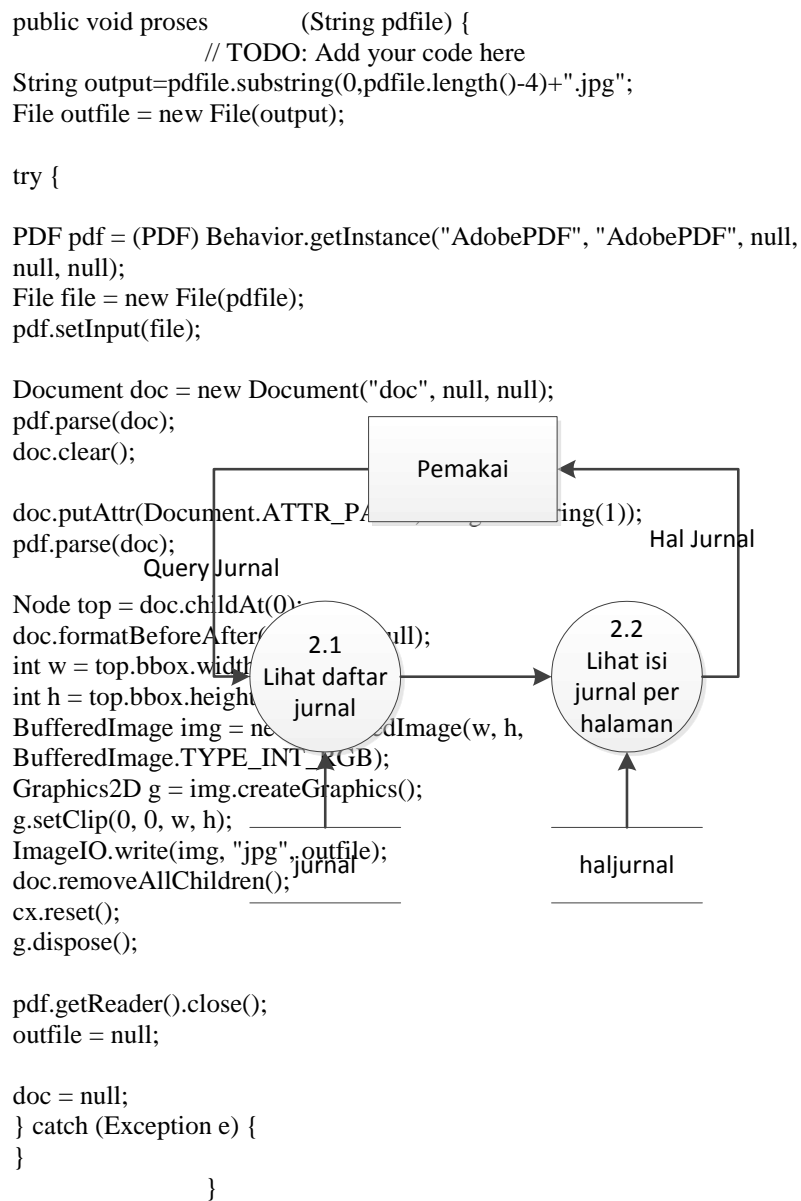 public void proses (String pdfile) {
// TODO: Add your code here
String output=pdfile.substring(0,pdfile.length()-4)+".jpg";
File outfile = new File(output);
try {
PDF pdf = (PDF) Behavior.getInstance("AdobePDF", "AdobePDF", null,
null, null);
File file = new File(pdfile);
pdf.setInput(file);
Document doc = new Document("doc", null, null);
pdf.parse(doc);
doc.clear();
doc.putAttr(Document.ATTR_PA ring(1));
pdf.parse(doc);
Node top = doc.childAt(0);
doc.formatBeforeAfter( ull);
int w = top.bbox.width
int h = top.bbox.height
BufferedImage img = ne dImage(w, h,
BufferedImage.TYPE_INT_RGB);
Graphics2D g = img.createGraphics();
g.setClip(0, 0, w, h);
ImageIO.write(img, "jpg", outfile);
doc.removeAllChildren();
cx.reset();
g.dispose();
pdf.getReader().close();
outfile = null;
doc = null;
} catch (Exception e) {
}
}
Pemakai
Query Jurnal
Hal Jurnal
2.1
Lihat daftar
jurnal
2.2
Lihat isi
jurnal per
halaman
jurnal
haljurnal